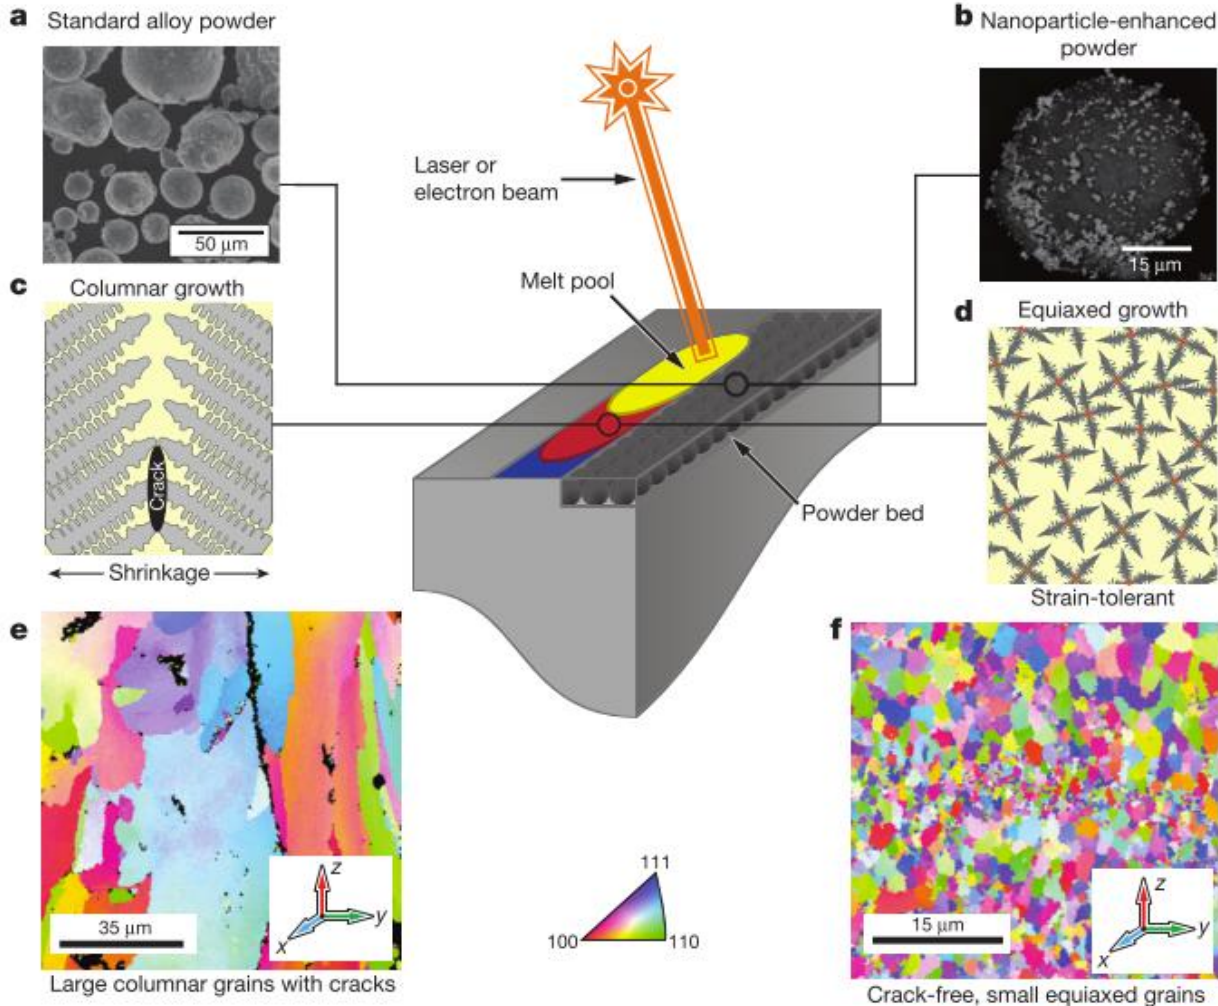 a
Standard alloy powder
50 µm
b
Nanoparticle-enhanced
powder
15 µm
Laser or
electron beam
Melt pool
Powder bed
c
Columnar growth
Crack
Shrinkage
d
Equiaxed growth
Strain-tolerant
e
35 µm
z
y
x
Large columnar grains with cracks
111
100
110
f
15 µm
z
y
x
Crack-free, small equiaxed grains